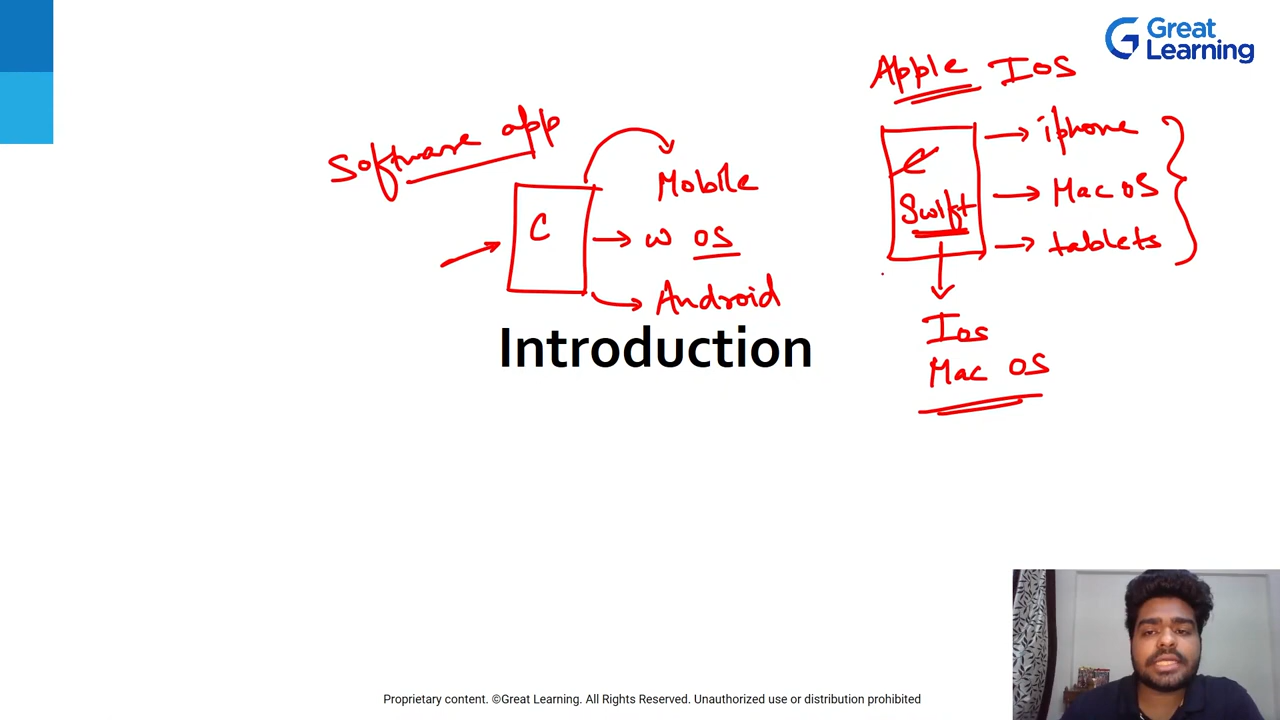 Great
Learning
Software app
C
Mobile
W OS
Android
Apple IOS
C
Swift
iphone
Mac OS
tablets
Ios
Mac OS
Introduction
Proprietary content. ©Great Learning. All Rights Reserved. Unauthorized use or distribution prohibited